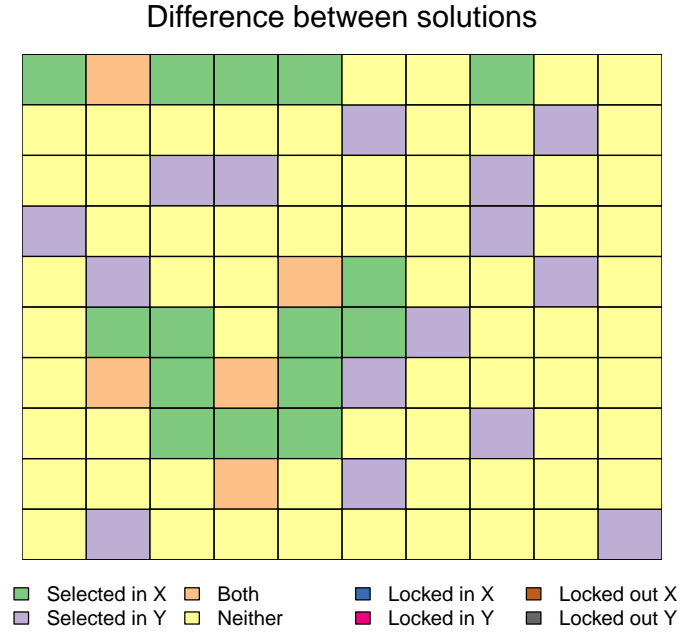 Difference between solutions
Selected in X Both Locked in X Locked out X
Selected in Y Neither Locked in Y Locked out Y